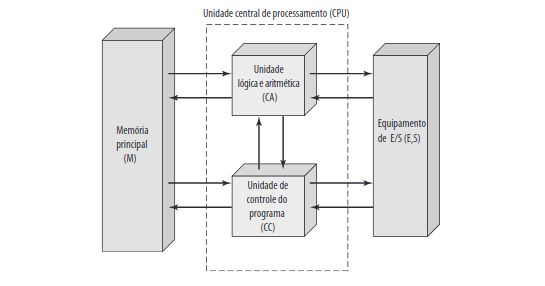 Unidade central de processamento (CPU)
Unidade
lógica e aritmética
(CA)
Memória
principal
(M)
Equipamento
de E/S (E,S)
Unidade de
controle do
programa
(CC)